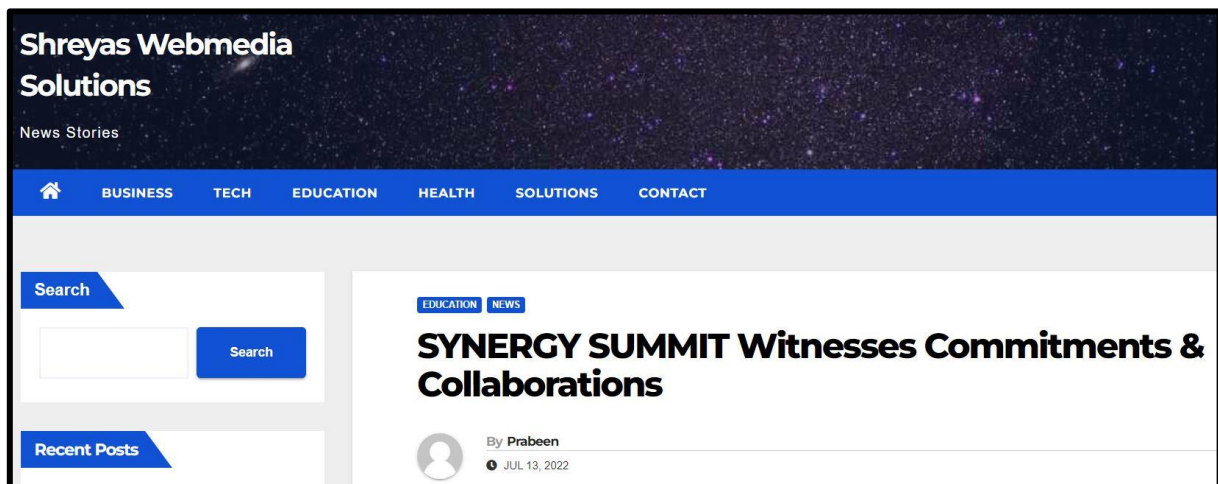 Shreyas Webmedia
Solutions
News Stories
BUSINESS TECH EDUCATION HEALTH SOLUTIONS CONTACT
Search
Search
Recent Posts
EDUCATION NEWS
SYNERGY SUMMIT Witnesses Commitments &
Collaborations
By Prabeen
JUL 13, 2022